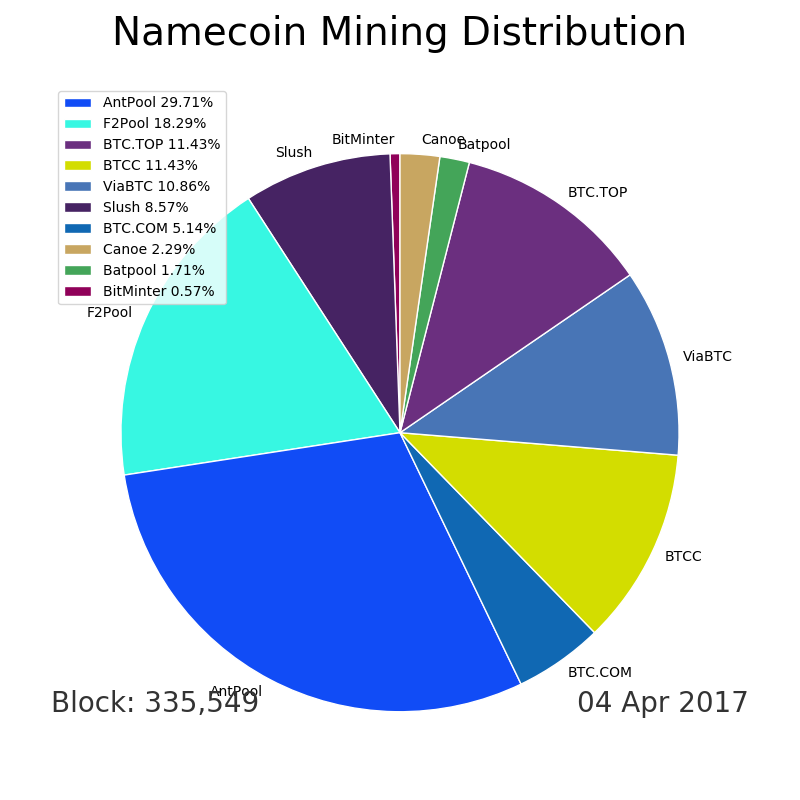 Namecoin Mining Distribution
AntPool 29.71%
F2Pool 18.29%
BTC.TOP 11.43%
BTCC 11.43%
ViaBTC 10.86%
Slush 8.57%
BTC.COM 5.14%
Canoe 2.29%
Batpool 1.71%
BitMinter 0.57%
BitMinter
Canoe
Batpool
Slush
BTC.TOP
F2Pool
ViaBTC
BTCC
BTC.COM
AntPool
Block: 335,549
04 Apr 2017